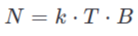 N = k · T · B